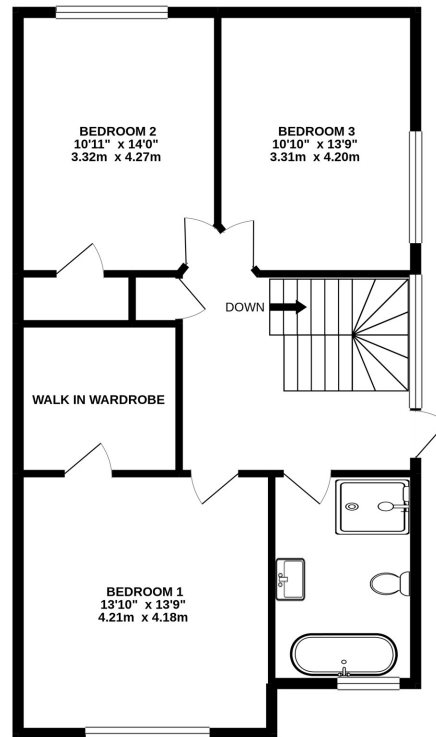 BEDROOM 2
10'11" x 14'0"
3.32m x 4.27m
BEDROOM 3
10'10" x 13'9"
3.31m x 4.20m
DOWN
WALK IN WARDROBE
BEDROOM 1
13'10" x 13'9"
4.21m x 4.18m